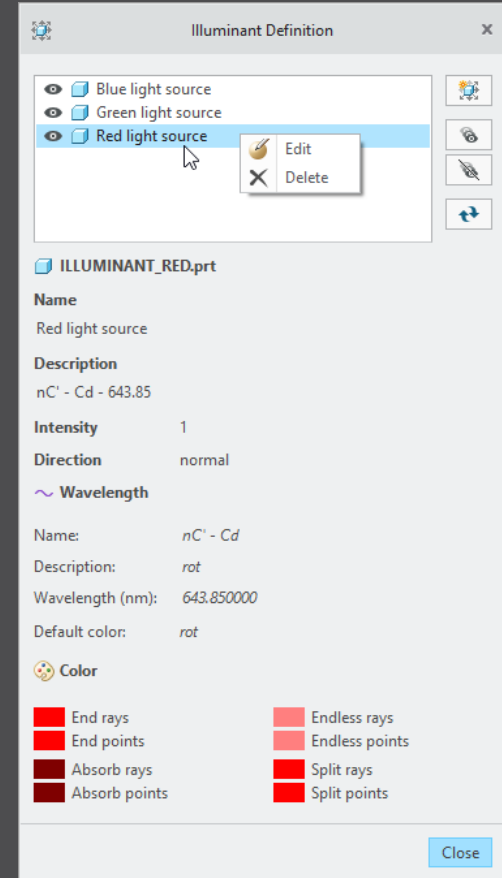 Illuminant Definition
Blue light source
Green light source
Red light source
Edit
Delete
ILLUMINANT_RED.prt
Name
Red light source
Description
nC' - Cd - 643.85
Intensity 1
Direction normal
Wavelength
Name: nC' - Cd
Description: rot
Wavelength (nm): 643.850000
Default color: rot
Color
End rays Endless rays
End points Endless points
Absorb rays Split rays
Absorb points Split points
Close